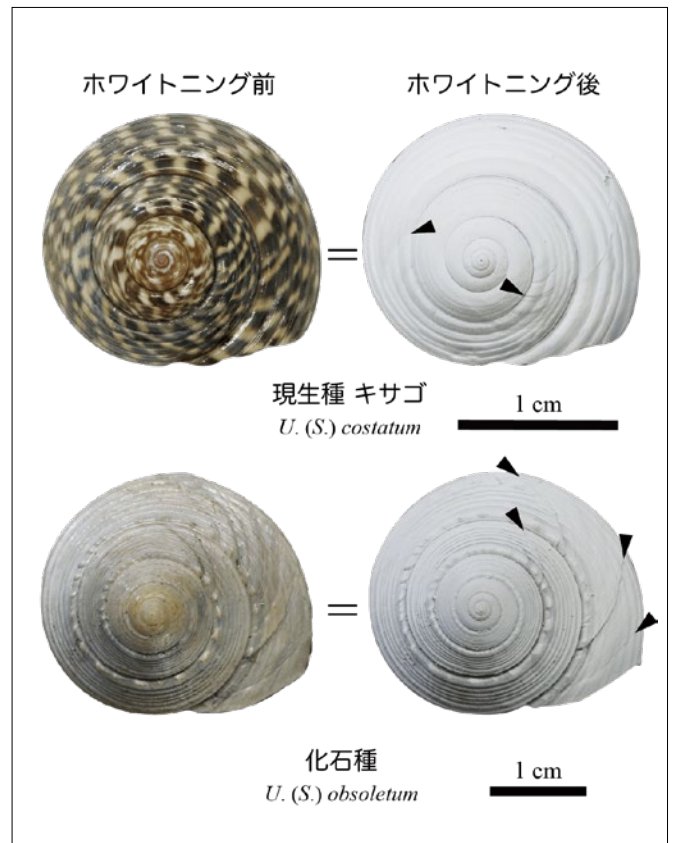 ホワイトニング前
ホワイトニング後
=
現生種 キサゴ
U. (S.) costatum
1 cm
=
化石種
U. (S.) obsoletum
1 cm